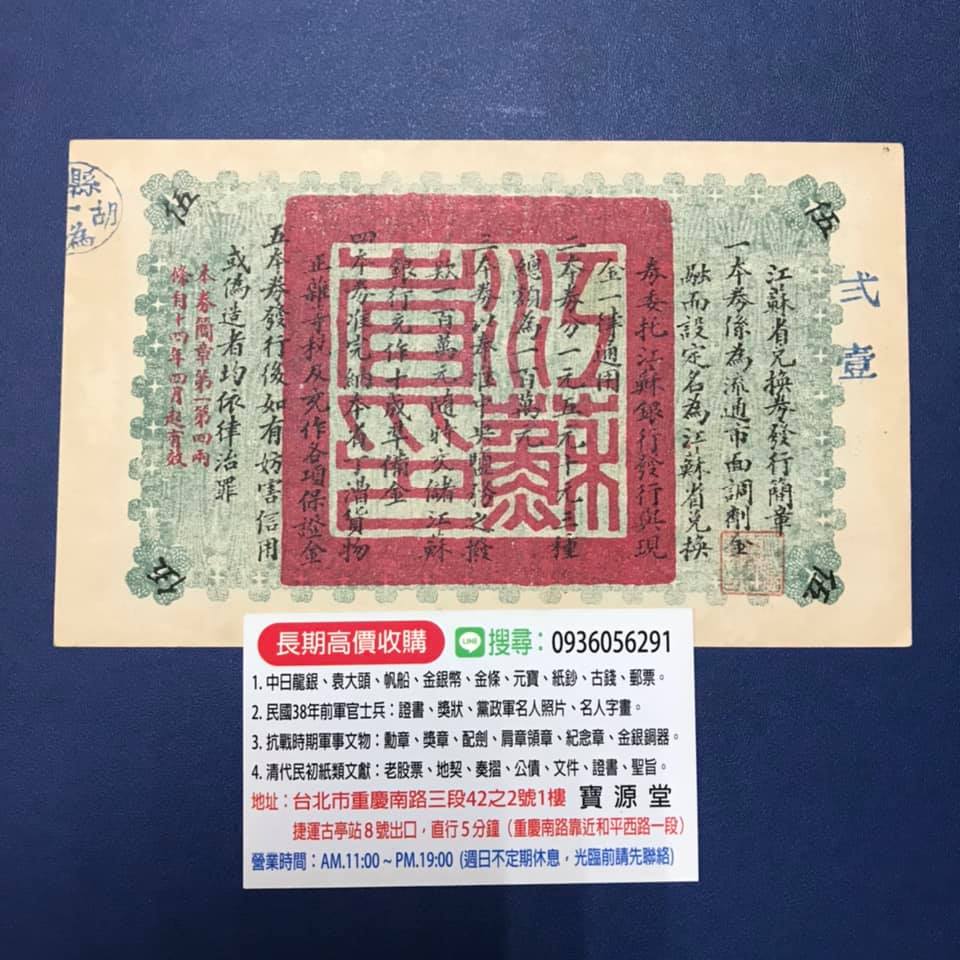 伍
伍
弍壹
江蘇省兌換券發行簡章
一本券係為流通市面調劑金
融而設定名為江蘇省兌換
券委托江蘇銀行發行與現
金一律通用
二本券分一元五元十元三種
總額為一百萬元
三本券以奉准中央鹽務之撥
款一百萬元隨時交儲江蘇
銀行充作十成準備金
四本券准完納本省丁漕貨物
正雜等稅及充作各項保證金
五本券發行後如有妨害信用
或偽造者均依律治罪
本券簡章第一第四兩
條自十四年四月起有效
胡
縣
伍
伍
長期高價收購 LINE 搜尋：0936056291
1. 中日龍銀、袁大頭、帆船、金銀幣、金條、元寶、紙鈔、古錢、郵票。
2. 民國38年前軍官士兵：證書、獎狀、黨政軍名人照片、名人字畫。
3. 抗戰時期軍事文物：勳章、獎章、配劍、肩章領章、紀念章、金銀銅器。
4. 清代民初紙類文獻：老股票、地契、奏摺、公債、文件、證書、聖旨。
地址：台北市重慶南路三段42之2號1樓 寶源堂
捷運古亭站8號出口，直行5分鐘（重慶南路靠近和平西路一段）
營業時間：AM.11:00 ~ PM.19:00 (週日不定期休息，光臨前請先聯絡)